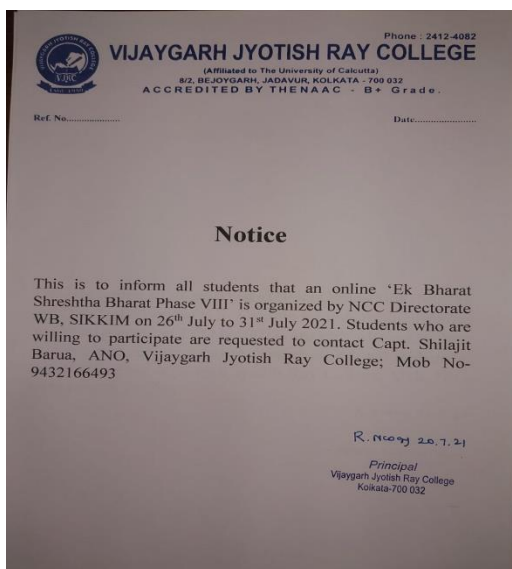 Phone : 2412-4082
VIJAYGARH JYOTISH RAY COLLEGE
(Affiliated to The University of Calcutta)
8/2, BEJOYGARH, JADAVUR, KOLKATA - 700 032
ACCREDITED BY THENAAC - B+ Grade.
Ref. No....................
Date.......................
Notice
This is to inform all students that an online ‘Ek Bharat
Shreshtha Bharat Phase VIII’ is organized by NCC Directorate
WB, SIKKIM on 26th July to 31st July 2021. Students who are
willing to participate are requested to contact Capt. Shilajit
Barua, ANO, Vijaygarh Jyotish Ray College; Mob No-
9432166493
20.7.21
Principal
Vijaygarh Jyotish Ray College
Kolkata-700 032